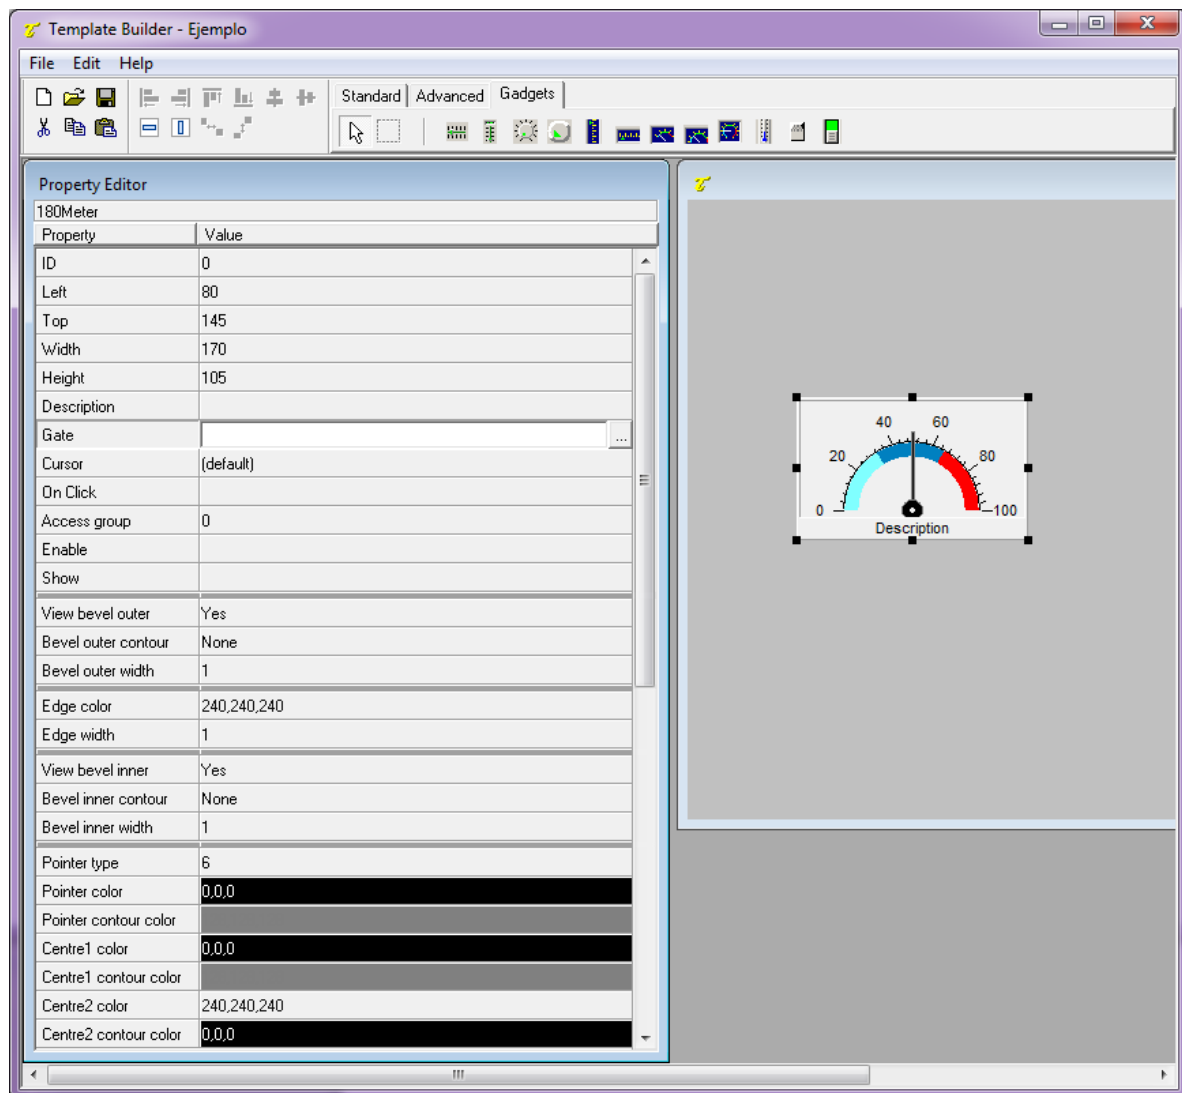 Template Builder - Ejemplo
File Edit Help
Standard Advanced Gadgets
Property Editor
180Meter
Property Value
ID 0
Left 80
Top 145
Width 170
Height 105
Description
Gate ...
Cursor (default)
On Click
Access group 0
Enable
Show
View bevel outer Yes
Bevel outer contour None
Bevel outer width 1
Edge color 240,240,240
Edge width 1
View bevel inner Yes
Bevel inner contour None
Bevel inner width 1
Pointer type 6
Pointer color 0,0,0
Pointer contour color
Centre1 color 0,0,0
Centre1 contour color
Centre2 color 240,240,240
Centre2 contour color 0,0,0
40 60
20 80
0 100
Description